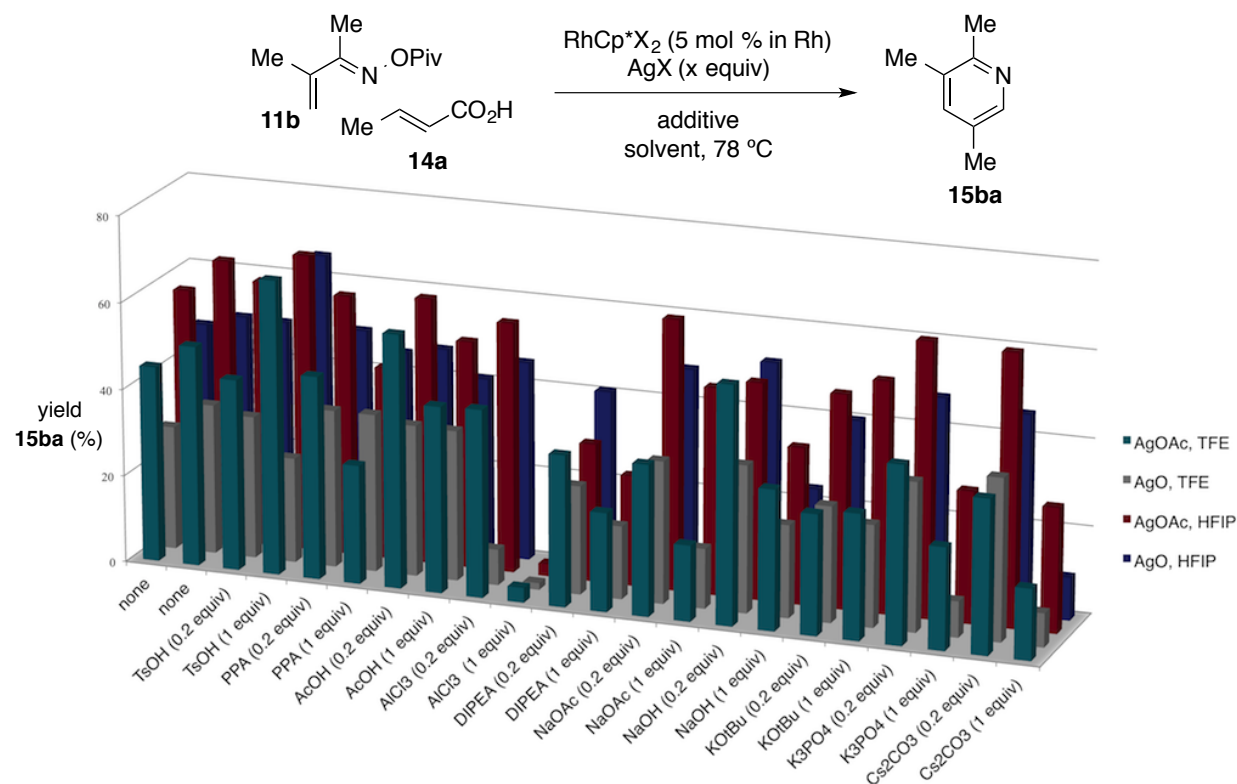 Me
Me
OPiv
N
11b
Me
CO2H
14a
RhCp*X2 (5 mol % in Rh)
AgX (x equiv)
additive
solvent, 78 ºC
Me
Me
N
Me
15ba
80
60
40
20
0
yield
15ba (%)
none
none
TsOH (0.2 equiv)
TsOH (1 equiv)
PPA (0.2 equiv)
PPA (1 equiv)
AcOH (0.2 equiv)
AcOH (1 equiv)
AlCl3 (0.2 equiv)
AlCl3 (1 equiv)
DIPEA (0.2 equiv)
DIPEA (1 equiv)
NaOAc (0.2 equiv)
NaOAc (1 equiv)
NaOH (0.2 equiv)
NaOH (1 equiv)
KOtBu (0.2 equiv)
KOtBu (1 equiv)
K3PO4 (0.2 equiv)
K3PO4 (1 equiv)
Cs2CO3 (0.2 equiv)
Cs2CO3 (1 equiv)
AgOAc, TFE
AgO, TFE
AgOAc, HFIP
AgO, HFIP